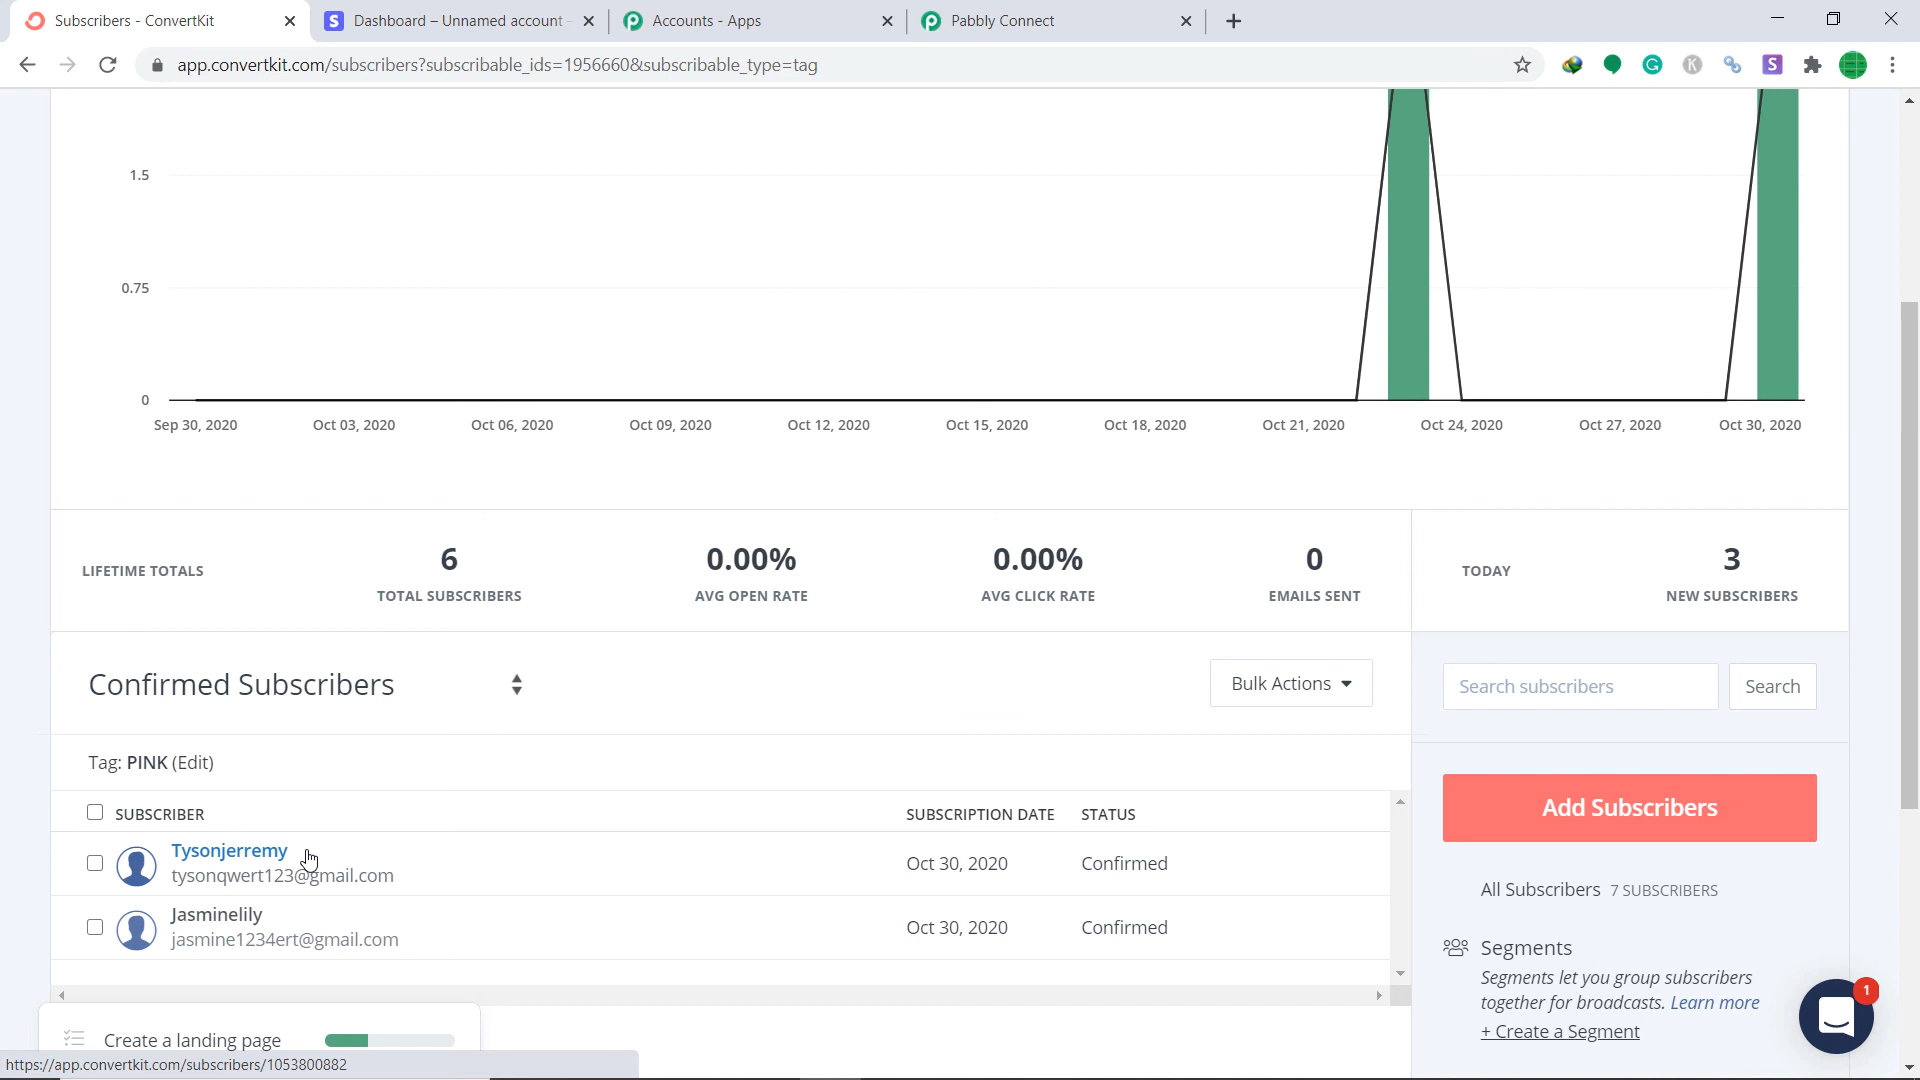 Subscribers - ConvertKit
Dashboard – Unnamed account -
Accounts - Apps
Pabbly Connect
app.convertkit.com/subscribers?subscribable_ids=1956660&subscribable_type=tag
1.5
0.75
0
Sep 30, 2020 Oct 03, 2020 Oct 06, 2020 Oct 09, 2020 Oct 12, 2020 Oct 15, 2020 Oct 18, 2020 Oct 21, 2020 Oct 24, 2020 Oct 27, 2020 Oct 30, 2020
LIFETIME TOTALS
6
TOTAL SUBSCRIBERS
0.00%
AVG OPEN RATE
0.00%
AVG CLICK RATE
0
EMAILS SENT
TODAY
3
NEW SUBSCRIBERS
Confirmed Subscribers
Bulk Actions
Search subscribers
Search
Tag: PINK (Edit)
SUBSCRIBER SUBSCRIPTION DATE STATUS
Tysonjerremy
tysonqwert123@gmail.com
Oct 30, 2020 Confirmed
Jasminelily
jasmine1234ert@gmail.com
Oct 30, 2020 Confirmed
Add Subscribers
All Subscribers 7 SUBSCRIBERS
Segments
Segments let you group subscribers
together for broadcasts. Learn more
+ Create a Segment
1
Create a landing page
https://app.convertkit.com/subscribers/1053800882